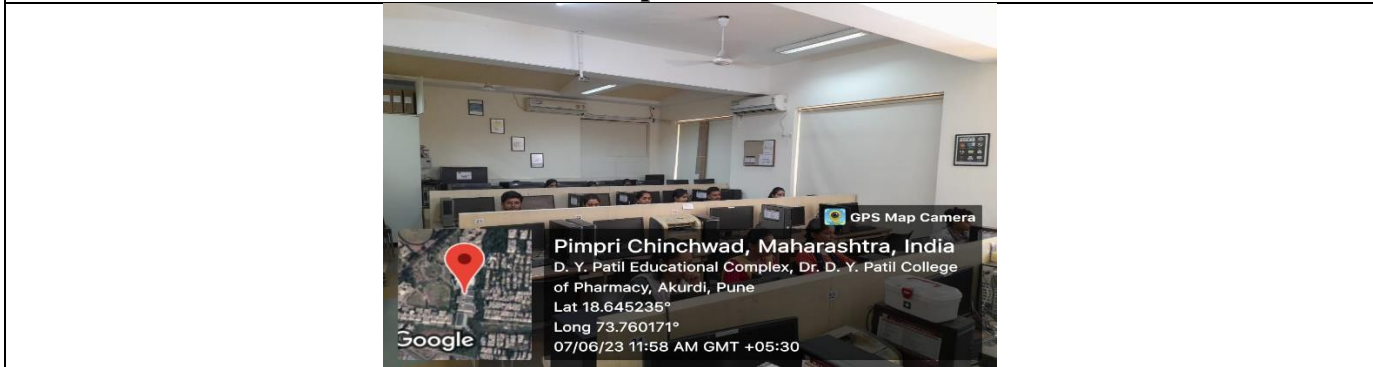 GPS Map Camera
Pimpri Chinchwad, Maharashtra, India
D. Y. Patil Educational Complex, Dr. D. Y. Patil College
of Pharmacy, Akurdi, Pune
Lat 18.645235°
Long 73.760171°
07/06/23 11:58 AM GMT +05:30
Google